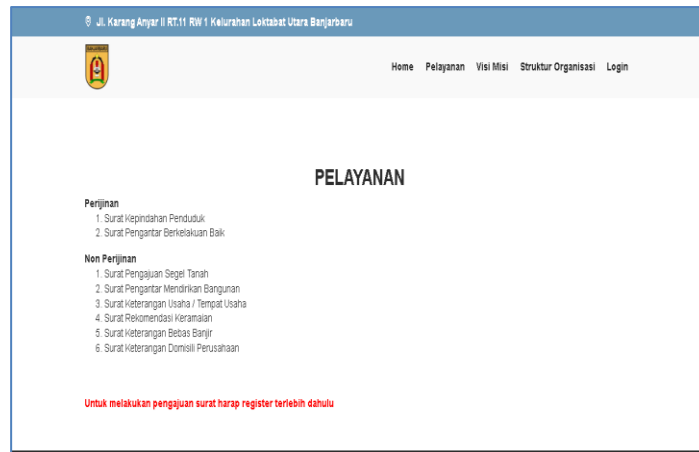 Jl. Karang Anyar II RT.11 RW 1 Kelurahan Loktabat Utara Banjarbaru
Home Pelayanan Visi Misi Struktur Organisasi Login
PELAYANAN
Perijinan
1. Surat Kepindahan Penduduk
2. Surat Pengantar Berkelakuan Baik
Non Perijinan
1. Surat Pengajuan Segel Tanah
2. Surat Pengantar Mendirikan Bangunan
3. Surat Keterangan Usaha / Tempat Usaha
4. Surat Rekomendasi Keramaian
5. Surat Keterangan Bebas Banjir
6. Surat Keterangan Domisili Perusahaan
Untuk melakukan pengajuan surat harap register terlebih dahulu